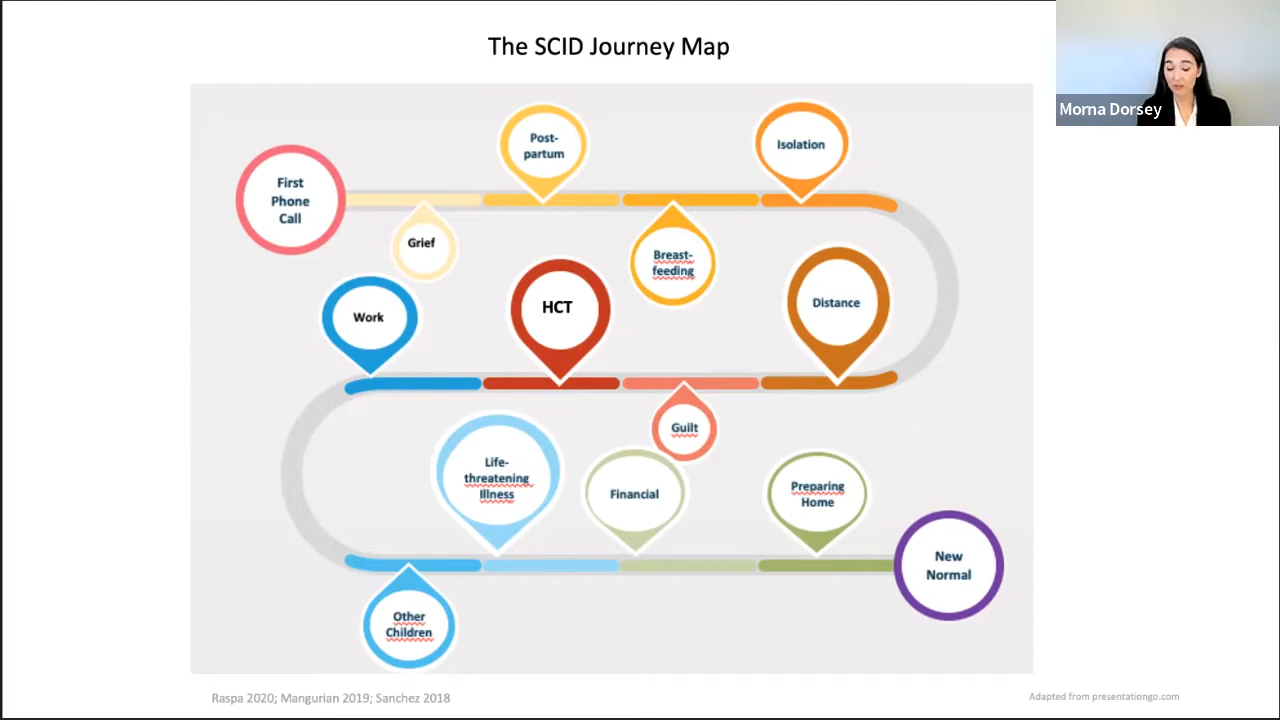 The SCID Journey Map
Morna Dorsey
First
Phone
Call
Grief
Post-
partum
Breast-
feeding
Isolation
Distance
Guilt
HCT
Work
Other
Children
Life-
threatening
Illness
Financial
Preparing
Home
New
Normal
Raspa 2020; Mangurian 2019; Sanchez 2018
Adapted from presentationgo.com